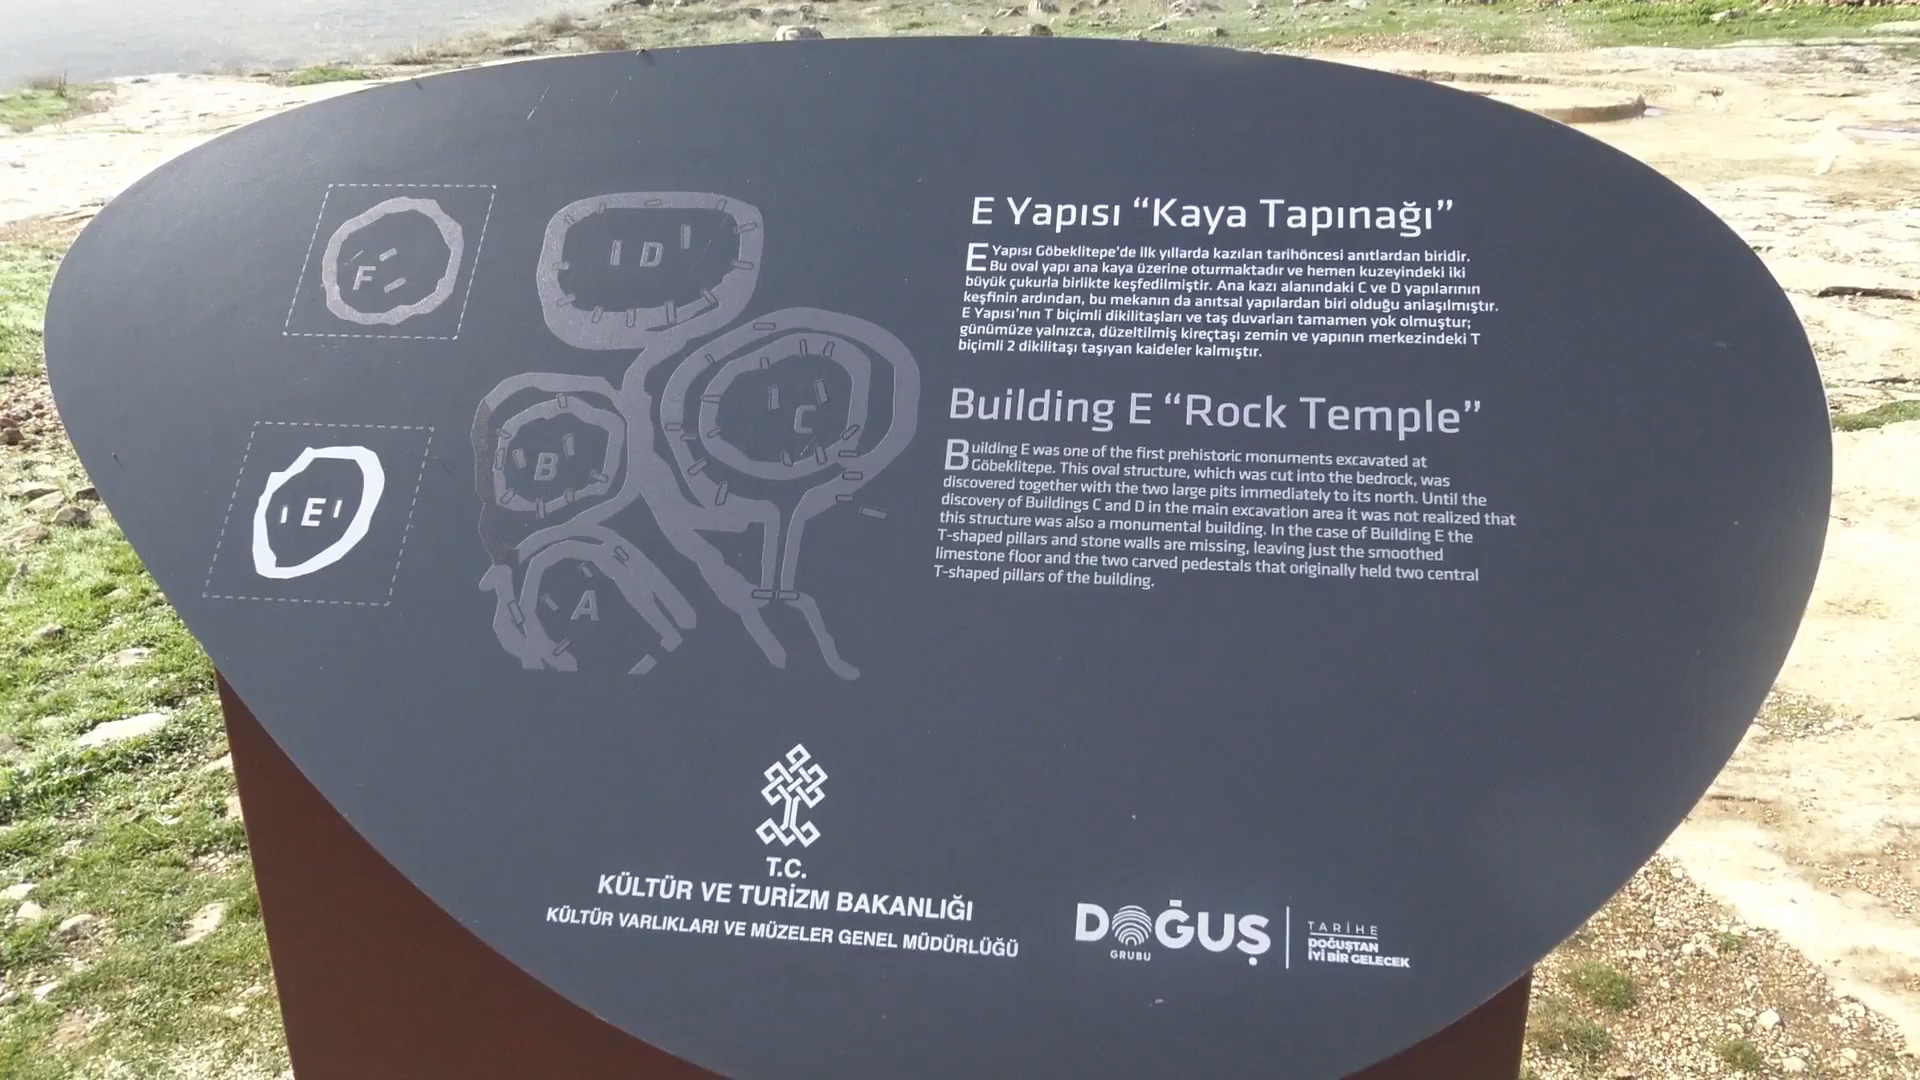 F
D
C
B
E
A
E Yapısı “Kaya Tapınağı”
E Yapısı Göbeklitepe’de ilk yıllarda kazılan tarihöncesi anıtlardan biridir.
Bu oval yapı ana kaya üzerine oturmaktadır ve hemen kuzeyindeki iki
büyük çukurla birlikte keşfedilmiştir. Ana kazı alanındaki C ve D yapılarının
keşfinin ardından, bu mekanın da anıtsal yapılardan biri olduğu anlaşılmıştır.
E Yapısı’nın T biçimli dikilitaşları ve taş duvarları tamamen yok olmuştur;
günümüze yalnızca, düzeltilmiş kireçtaşı zemin ve yapının merkezindeki T
biçimli 2 dikilitaşı taşıyan kaideler kalmıştır.
Building E “Rock Temple”
Building E was one of the first prehistoric monuments excavated at
Göbeklitepe. This oval structure, which was cut into the bedrock, was
discovered together with the two large pits immediately to its north. Until the
discovery of Buildings C and D in the main excavation area it was not realized that
this structure was also a monumental building. In the case of Building E the
T-shaped pillars and stone walls are missing, leaving just the smoothed
limestone floor and the two carved pedestals that originally held two central
T-shaped pillars of the building.
T.C.
KÜLTÜR VE TURİZM BAKANLIĞI
KÜLTÜR VARLIKLARI VE MÜZELER GENEL MÜDÜRLÜĞÜ
DOĞUŞ
GRUBU
TARİHE
DOĞUŞTAN
İYİ BİR GELECEK